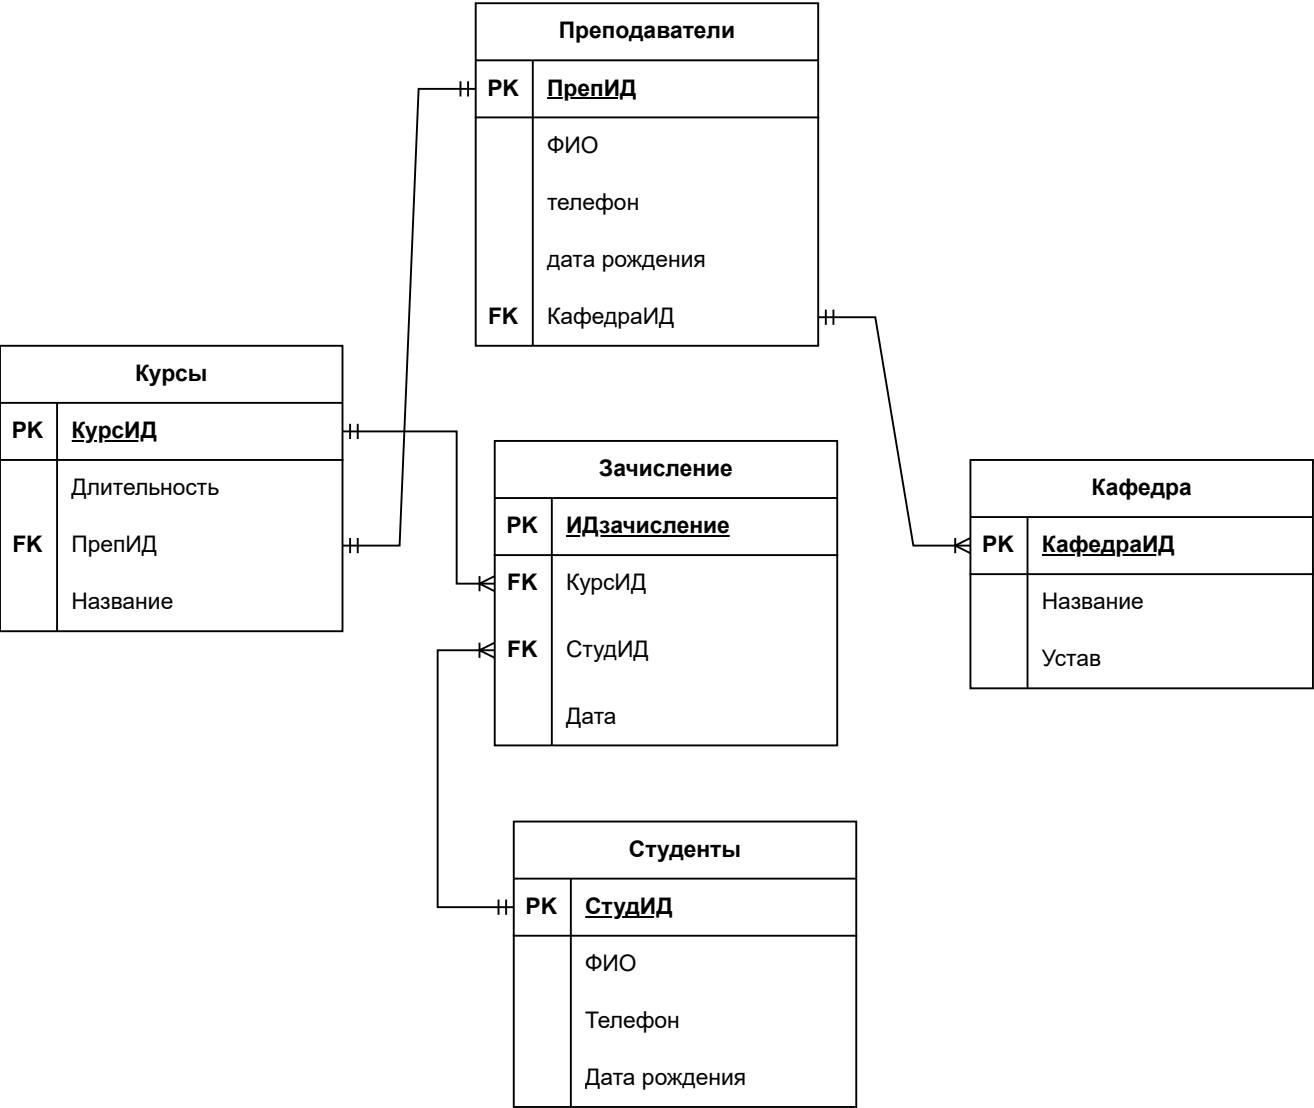 Преподаватели
PK ПрепИД
ФИО
телефон
дата рождения
FK КафедраИД
Курсы
PK КурсИД
Длительность
FK ПрепИД
Название
Зачисление
PK ИДзачисление
FK КурсИД
FK СтудИД
Дата
Кафедра
PK КафедраИД
Название
Устав
Студенты
PK СтудИД
ФИО
Телефон
Дата рождения